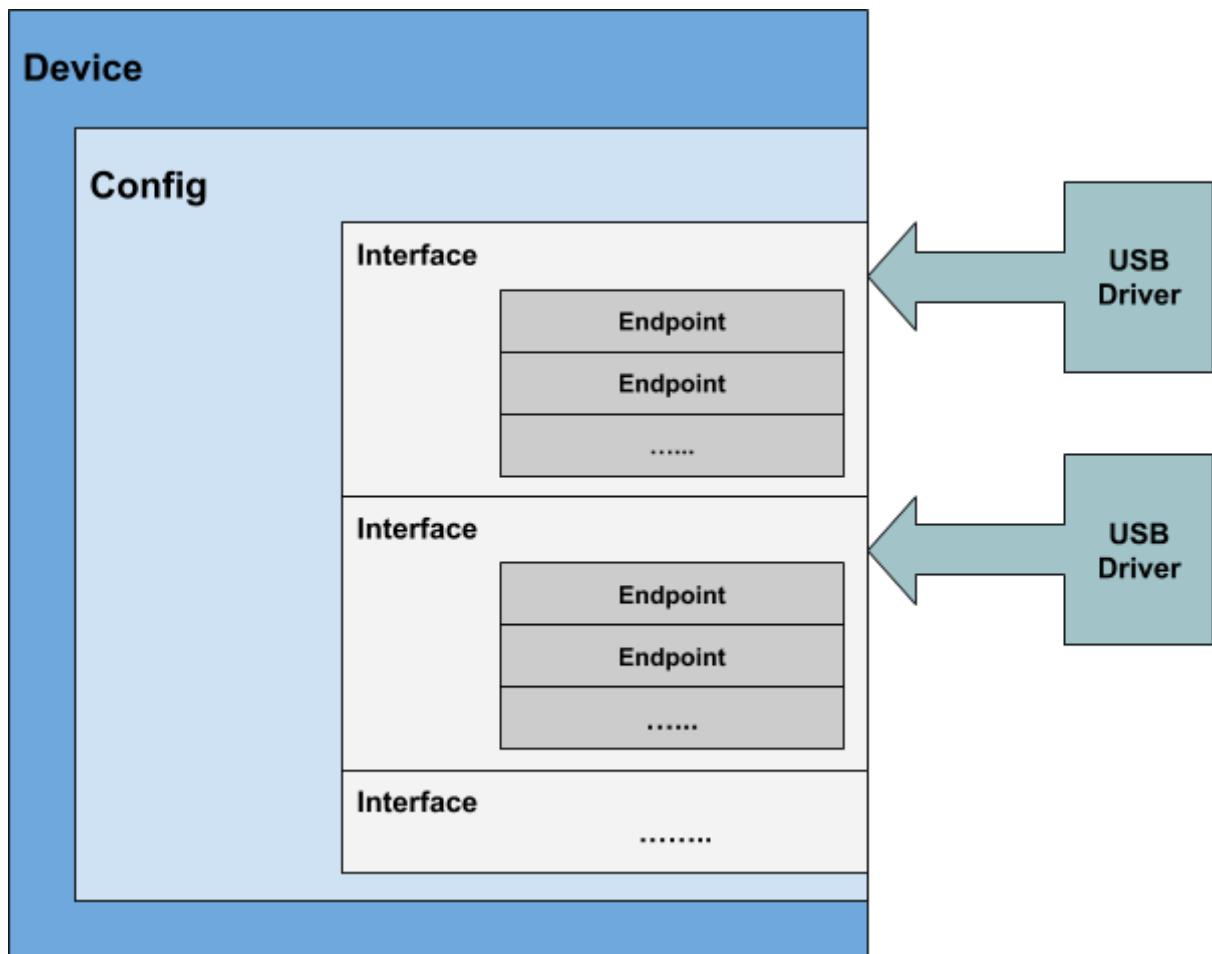 Device
Config
Interface
Endpoint
Endpoint
…...
Interface
Endpoint
Endpoint
…...
Interface
……..
USB
Driver
USB
Driver